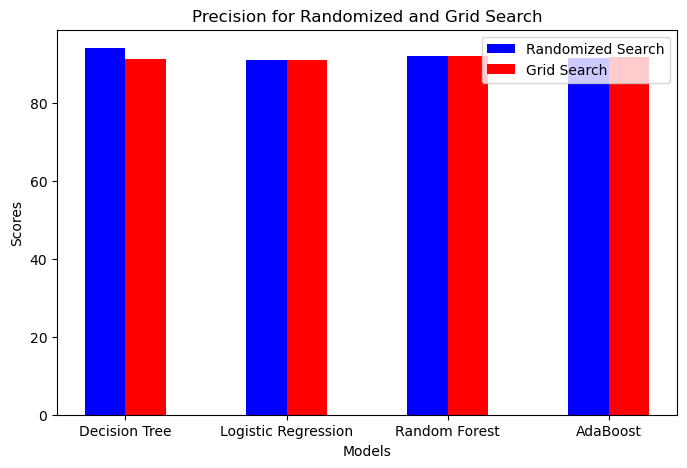 Precision for Randomized and Grid Search
Randomized Search
Grid Search
Scores
80
60
40
20
0
Decision Tree
Logistic Regression
Random Forest
AdaBoost
Models